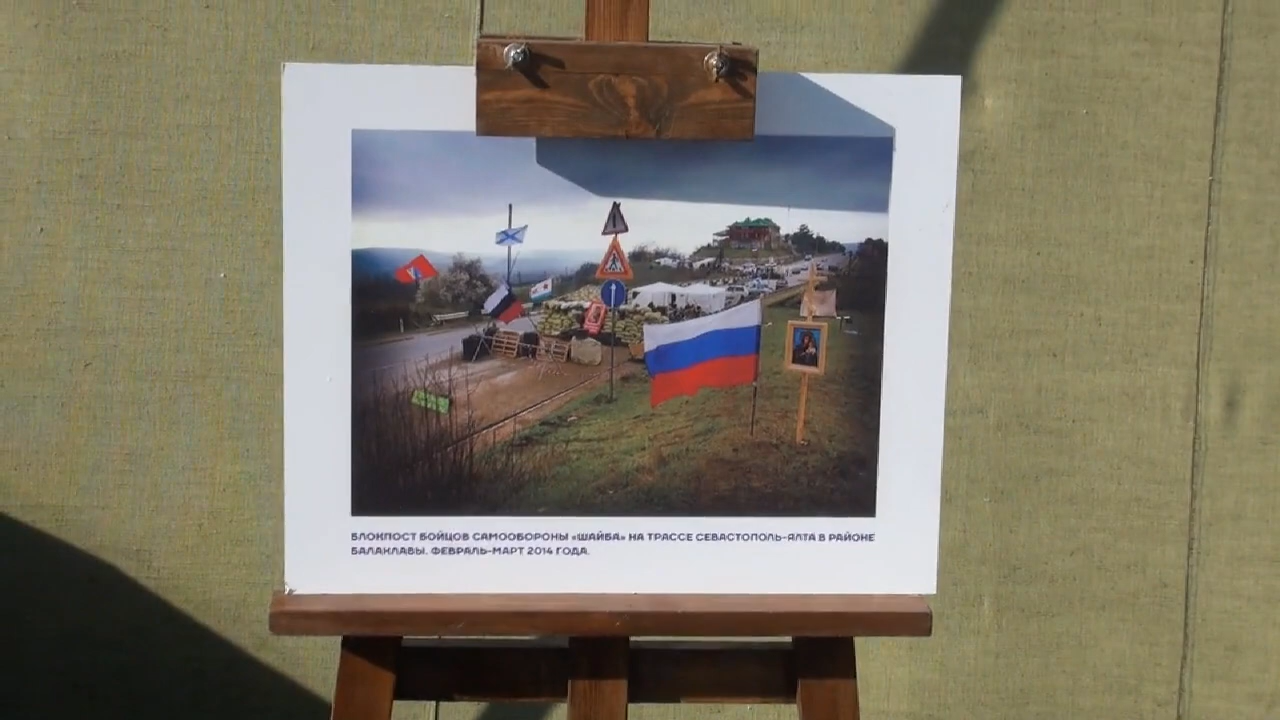 БЛОКПОСТ БОЙЦОВ САМООБОРОНЫ «ШАЙБА» НА ТРАССЕ СЕВАСТОПОЛЬ-ЯЛТА В РАЙОНЕ
БАЛАКЛАВЫ. ФЕВРАЛЬ-МАРТ 2014 ГОДА.